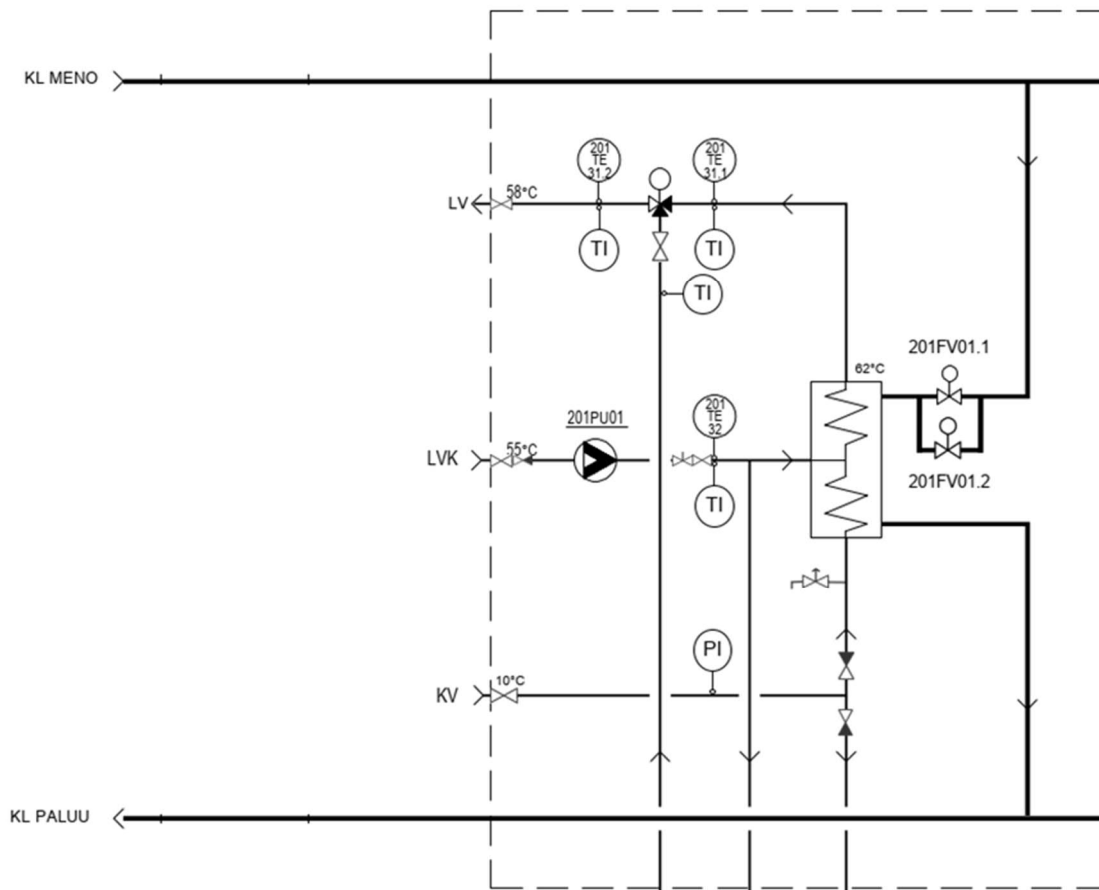 KL MENO
201
TE
31.2
201
TE
31.1
LV
58°C
TI
TI
TI
201FV01.1
62°C
201
TE
32
201PU01
LVK
55°C
201FV01.2
TI
PI
KV
10°C
KL PALUU